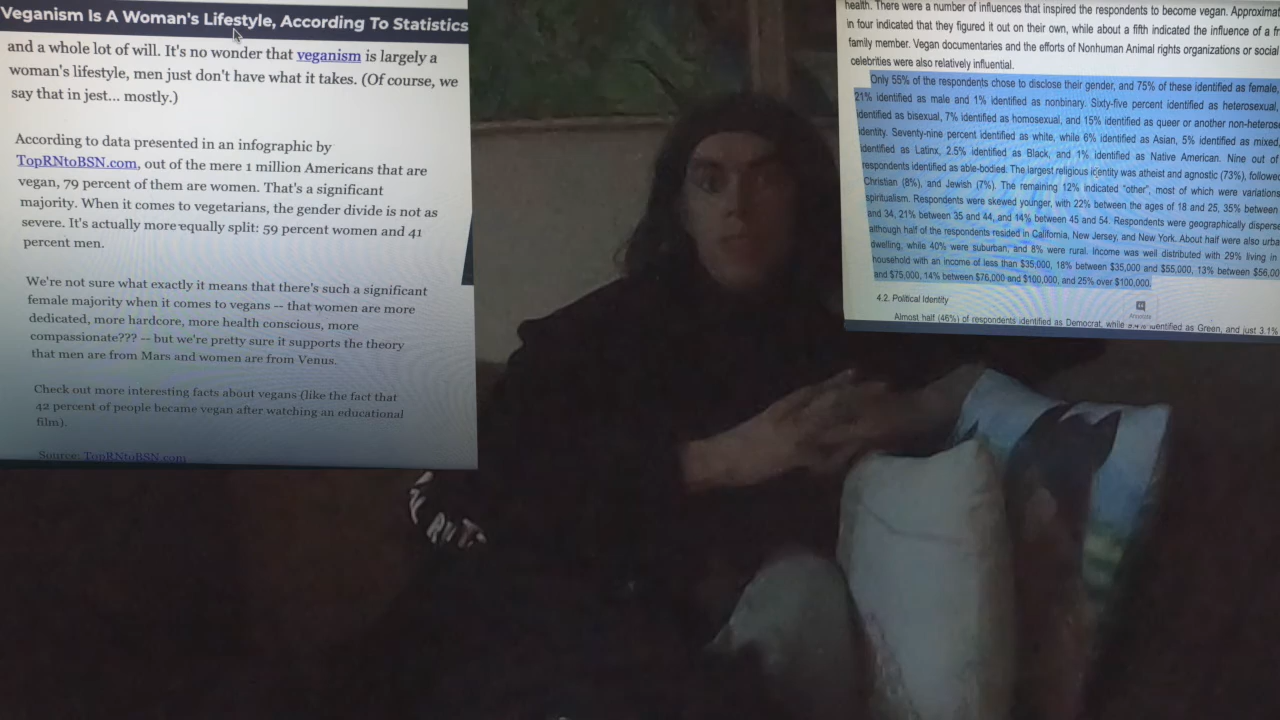 Veganism Is A Woman's Lifestyle, According To Statistics
and a whole lot of will. It's no wonder that veganism is largely a
woman's lifestyle, men just don't have what it takes. (Of course, we
say that in jest... mostly.)
According to data presented in an infographic by
TopRNtoBSN.com, out of the mere 1 million Americans that are
vegan, 79 percent of them are women. That's a significant
majority. When it comes to vegetarians, the gender divide is not as
severe. It's actually more equally split: 59 percent women and 41
percent men.
We're not sure what exactly it means that there's such a significant
female majority when it comes to vegans -- that women are more
dedicated, more hardcore, more health conscious, more
compassionate??? -- but we're pretty sure it supports the theory
that men are from Mars and women are from Venus.
Check out more interesting facts about vegans (like the fact that
42 percent of people became vegan after watching an educational
film).
Source: TopRNtoBSN.com
health. There were a number of influences that inspired the respondents to become vegan. Approximat
in four indicated that they figured it out on their own, while about a fifth indicated the influence of a fr
family member. Vegan documentaries and the efforts of Nonhuman Animal rights organizations or social
celebrities were also relatively influential.
Only 55% of the respondents chose to disclose their gender, and 75% of these identified as female,
21% identified as male and 1% identified as nonbinary. Sixty-five percent identified as heterosexual,
identified as bisexual, 7% identified as homosexual, and 15% identified as queer or another non-heterose
identity. Seventy-nine percent identified as white, while 6% identified as Asian, 5% identified as mixed,
identified as Latinx, 2.5% identified as Black, and 1% identified as Native American. Nine out of
respondents identified as able-bodied. The largest religious identity was atheist and agnostic (73%), followed
Christian (8%), and Jewish (7%). The remaining 12% indicated "other", most of which were variations
spiritualism. Respondents were skewed younger, with 22% between the ages of 18 and 25, 35% between
and 34, 21% between 35 and 44, and 14% between 45 and 54. Respondents were geographically disperse
although half of the respondents resided in California, New Jersey, and New York. About half were also urba
dwelling, while 40% were suburban, and 8% were rural. Income was well distributed with 29% living in
household with an income of less than $35,000, 18% between $35,000 and $55,000, 13% between $56,00
and $75,000, 14% between $76,000 and $100,000, and 25% over $100,000.
4.2. Political Identity
Almost half (46%) of respondents identified as Democrat, while identified as Green, and just 3.1%